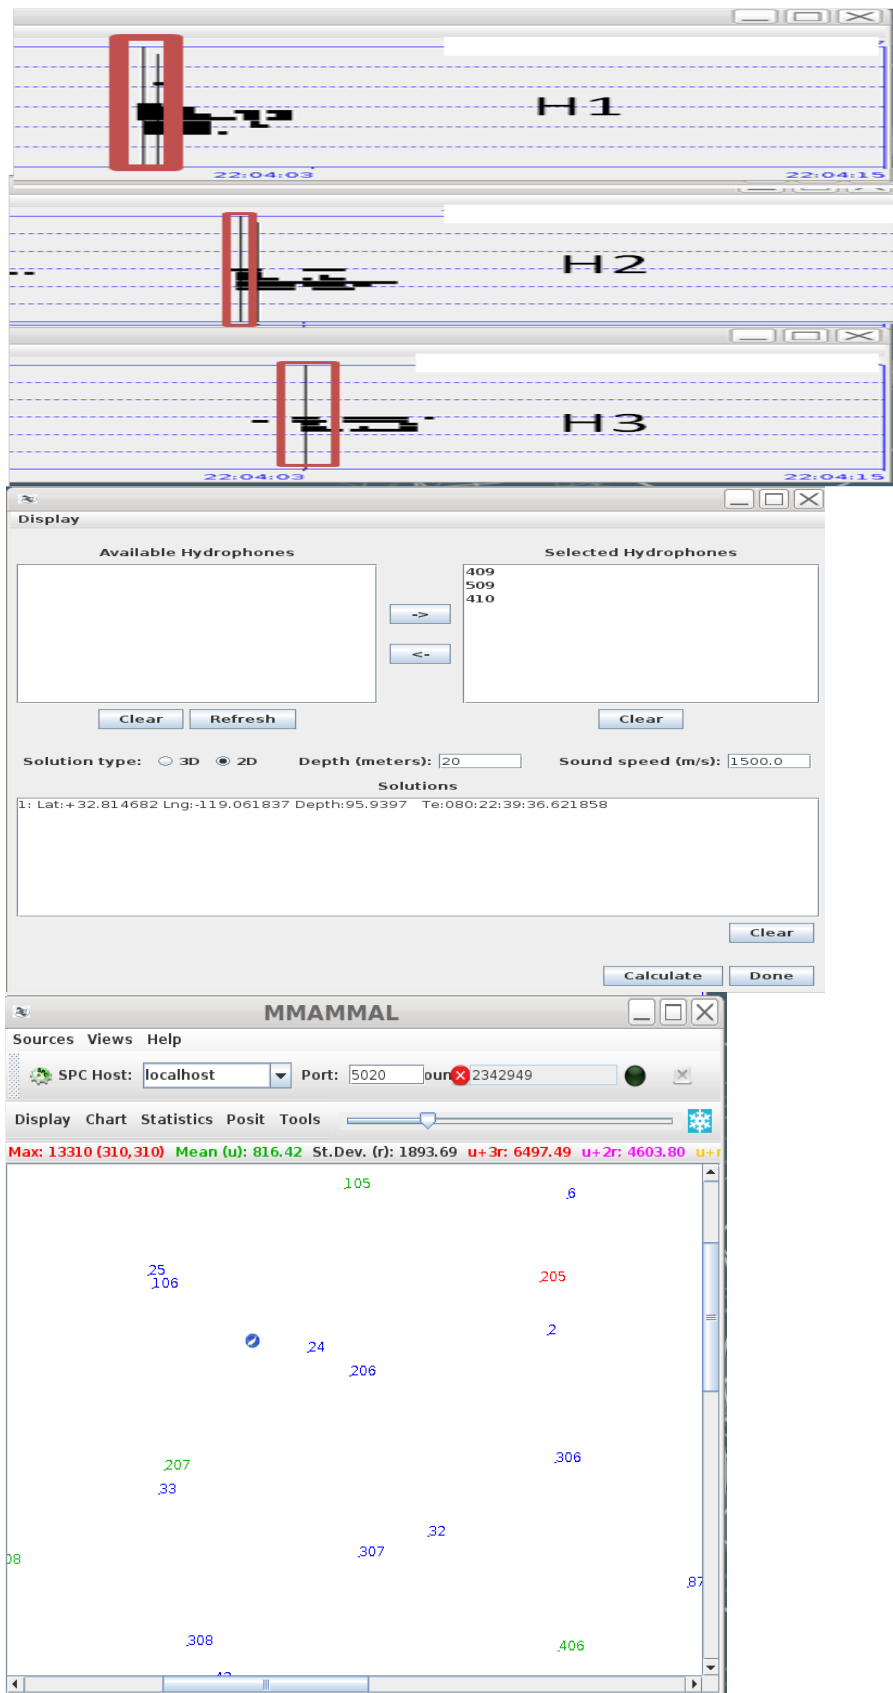 H1
22:04:03 22:04:15
H2
H3
22:04:03 22:04:15
Display
Available Hydrophones Selected Hydrophones
409
509
410
->
<-
Clear Refresh Clear
Solution type: 3D 2D Depth (meters): 20 Sound speed (m/s): 1500.0
Solutions
1: Lat:+32.814682 Lng:-119.061837 Depth:95.9397 Te:080:22:39:36.621858
Clear
Calculate Done
MMAMMAL
Sources Views Help
SPC Host: localhost Port: 5020 oun 2342949
Display Chart Statistics Posit Tools
Max: 13310 (310,310) Mean (u): 816.42 St.Dev. (r): 1893.69 u+3r: 6497.49 u+2r: 4603.80 u+r
105
6
25
106
205
2
24
206
207
306
33
32
307
08
87
308
406